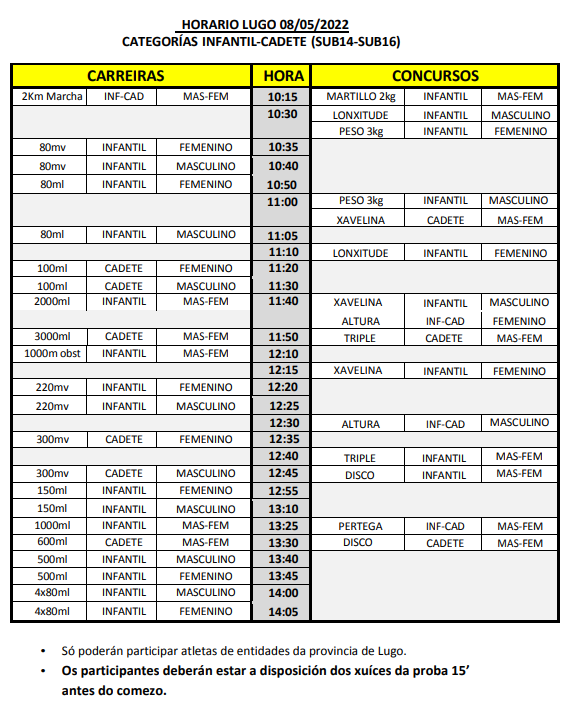 HORARIO LUGO 08/05/2022
CATEGORÍAS INFANTIL-CADETE (SUB14-SUB16)
CARREIRAS HORA CONCURSOS
2Km Marcha INF-CAD MAS-FEM 10:15 MARTILLO 2kg INFANTIL MAS-FEM
10:30 LONXITUDE INFANTIL MASCULINO
PESO 3kg INFANTIL FEMENINO
80mv INFANTIL FEMENINO 10:35
80mv INFANTIL MASCULINO 10:40
80ml INFANTIL FEMENINO 10:50
11:00 PESO 3kg INFANTIL MASCULINO
XAVELINA CADETE MAS-FEM
80ml INFANTIL MASCULINO 11:05
11:10 LONXITUDE INFANTIL FEMENINO
100ml CADETE FEMENINO 11:20
100ml CADETE MASCULINO 11:30
2000ml INFANTIL MAS-FEM 11:40 XAVELINA INFANTIL MASCULINO
ALTURA INF-CAD FEMENINO
3000ml CADETE MAS-FEM 11:50 TRIPLE CADETE MAS-FEM
1000m obst INFANTIL MAS-FEM 12:10
12:15 XAVELINA INFANTIL FEMENINO
220mv INFANTIL FEMENINO 12:20
220mv INFANTIL MASCULINO 12:25
12:30 ALTURA INF-CAD MASCULINO
300mv CADETE FEMENINO 12:35
12:40 TRIPLE INFANTIL MAS-FEM
300mv CADETE MASCULINO 12:45 DISCO INFANTIL MAS-FEM
150ml INFANTIL FEMENINO 12:55
150ml INFANTIL MASCULINO 13:10
1000ml INFANTIL MAS-FEM 13:25 PERTEGA INF-CAD MAS-FEM
600ml CADETE MAS-FEM 13:30 DISCO CADETE MAS-FEM
500ml INFANTIL MASCULINO 13:40
500ml INFANTIL FEMENINO 13:45
4x80ml INFANTIL MASCULINO 14:00
4x80ml INFANTIL FEMENINO 14:05
• Só poderán participar atletas de entidades da provincia de Lugo.
• Os participantes deberán estar a disposición dos xuíces da proba 15’
antes do comezo.